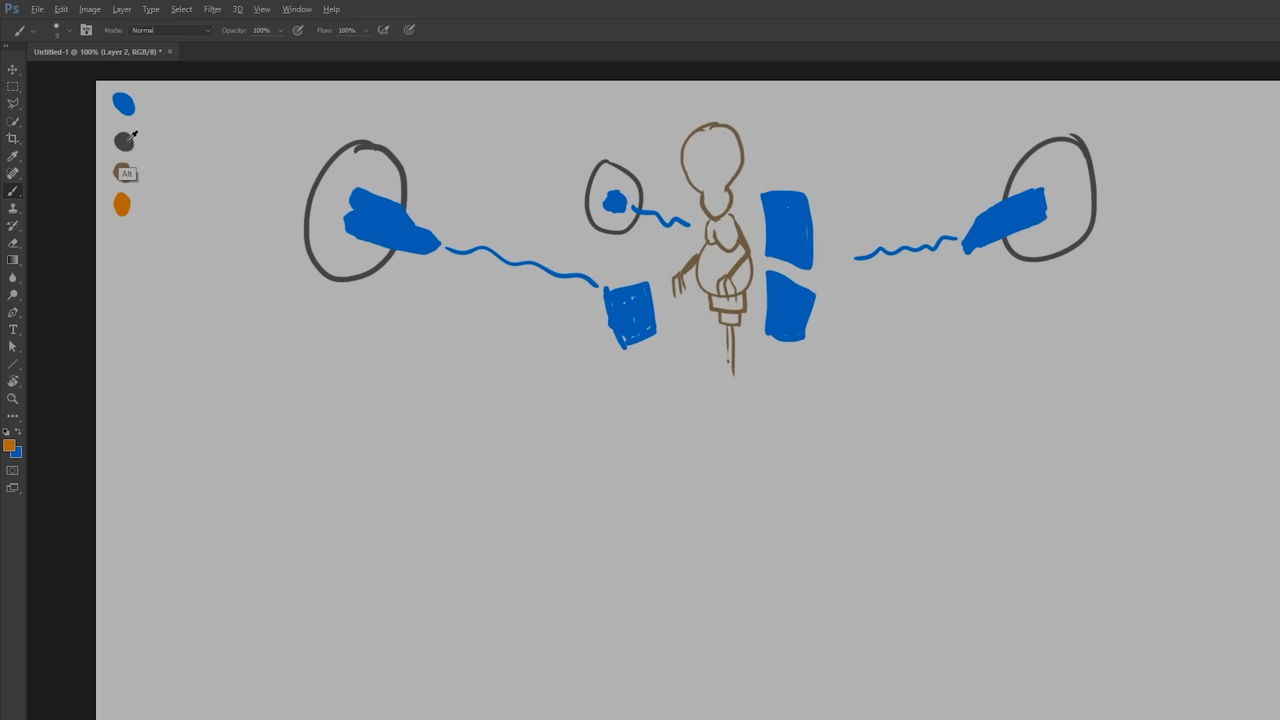 Ps File Edit Image Layer Type Select Filter 3D View Window Help
9 Mode: Normal Opacity: 100% Flow: 100%
Untitled-1 @ 100% (Layer 2, RGB/8) * ×
Alt